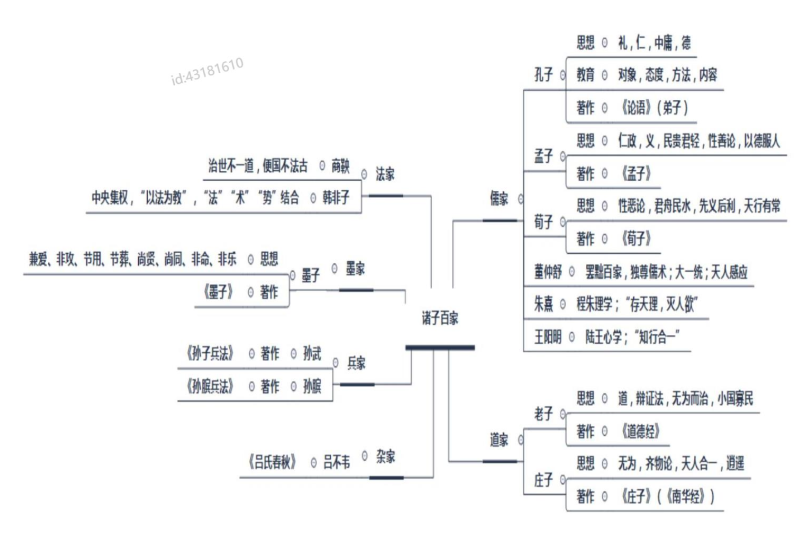 id:43181610
诸子百家
儒家
孔子
思想 礼，仁，中庸，德
教育 对象，态度，方法，内容
著作 《论语》（弟子）
孟子
思想 仁政，义，民贵君轻，性善论，以德服人
著作 《孟子》
荀子
思想 性恶论，君舟民水，先义后利，天行有常
著作 《荀子》
董仲舒 罢黜百家，独尊儒术；大一统；天人感应
朱熹 程朱理学；“存天理，灭人欲”
王阳明 陆王心学；“知行合一”
道家
老子
思想 道，辩证法，无为而治，小国寡民
著作 《道德经》
庄子
思想 无为，齐物论，天人合一，逍遥
著作 《庄子》(《南华经》)
法家
治世不一道，便国不法古 商鞅
中央集权，“以法为教”，“法”“术”“势”结合 韩非子
墨家
墨子
兼爱、非攻、节用、节葬、尚贤、尚同、非命、非乐 思想
《墨子》 著作
兵家
《孙子兵法》 著作 孙武
《孙膑兵法》 著作 孙膑
杂家
《吕氏春秋》 吕不韦